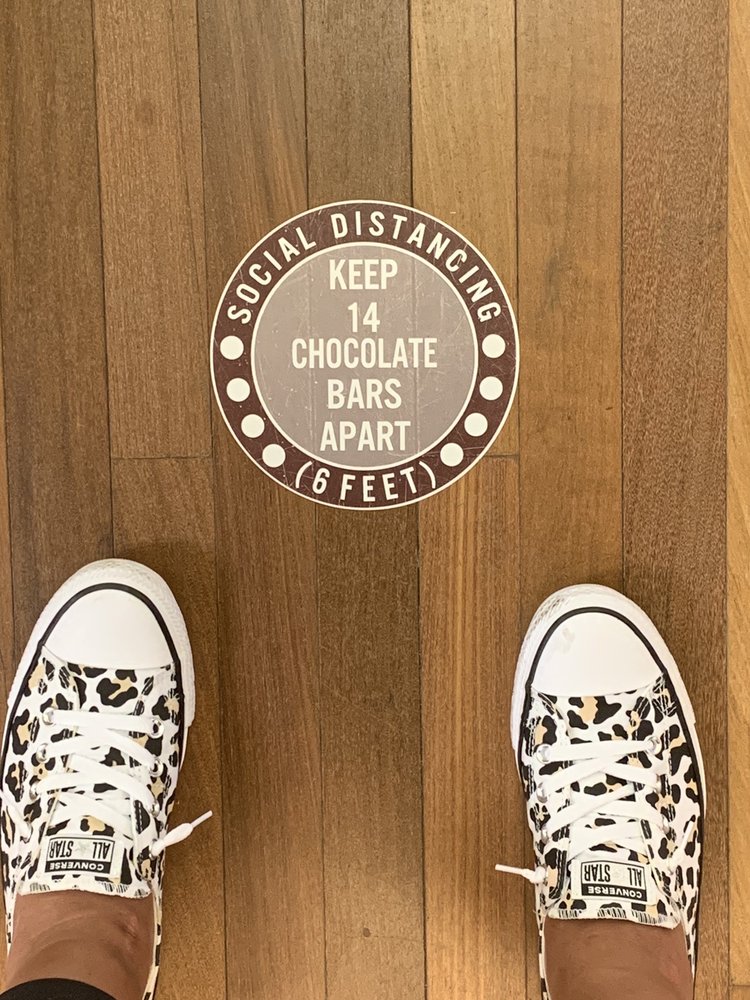 SOCIAL DISTANCING
KEEP
14
CHOCOLATE
BARS
APART
(6 FEET)
CONVERSE
ALL STAR
CONVERSE
ALL STAR